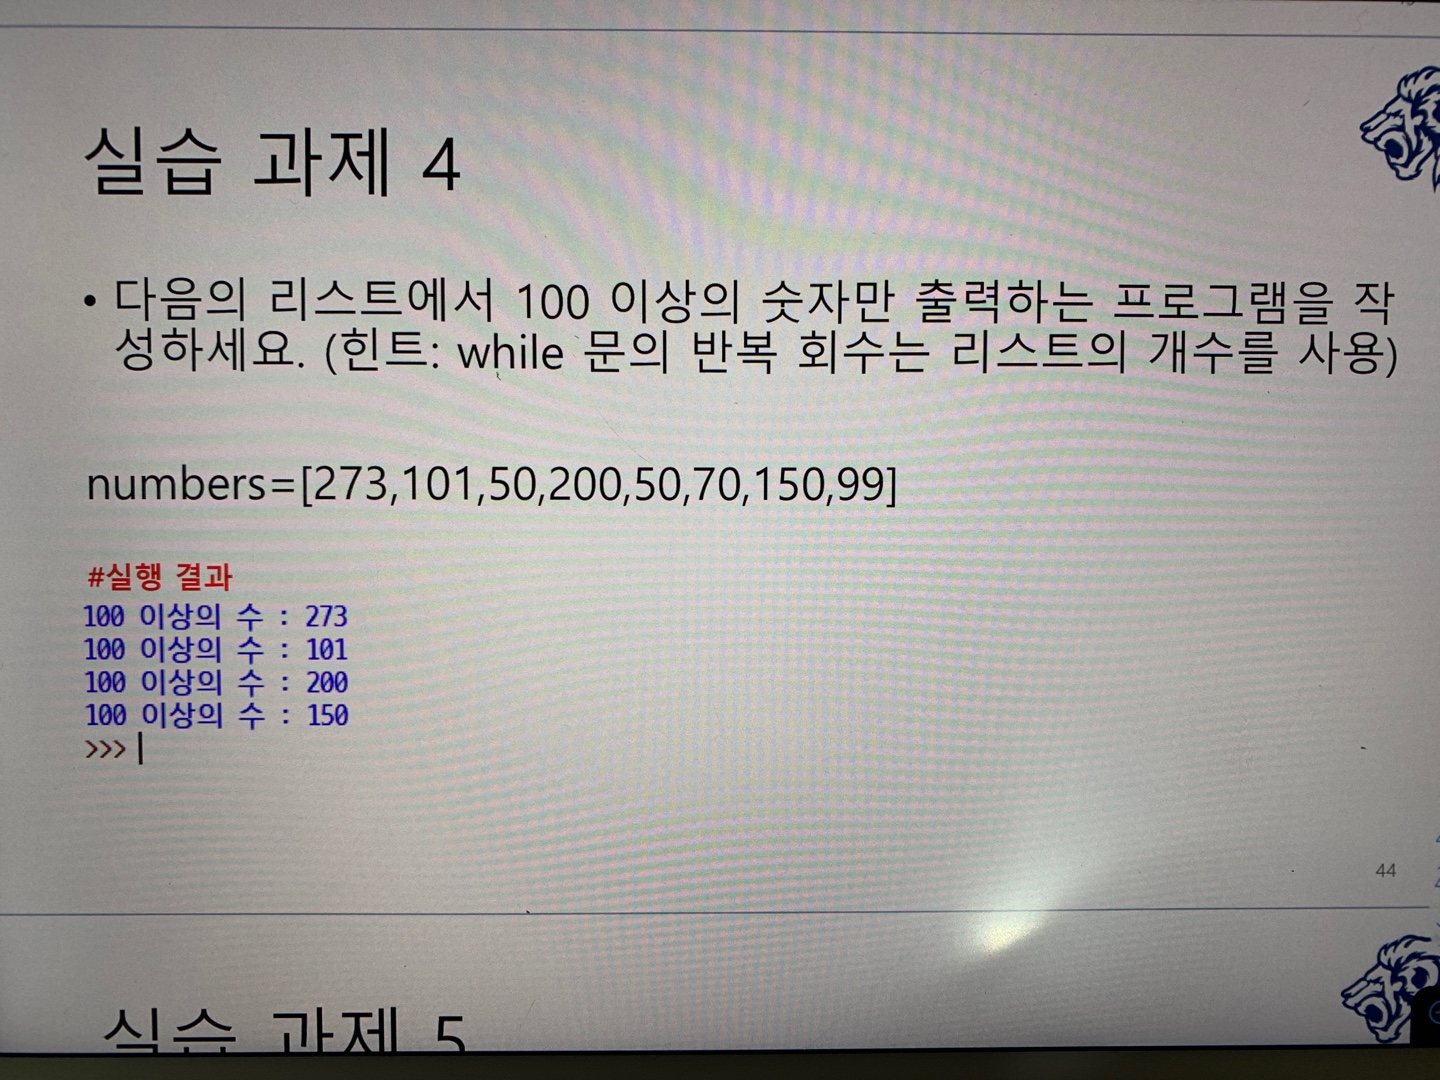 실습 과제 4
• 다음의 리스트에서 100 이상의 숫자만 출력하는 프로그램을 작
성하세요. (힌트: while 문의 반복 회수는 리스트의 개수를 사용)
numbers=[273,101,50,200,50,70,150,99]
#실행 결과
100 이상의 수 : 273
100 이상의 수 : 101
100 이상의 수 : 200
100 이상의 수 : 150
>>>
44
실습 과제 5